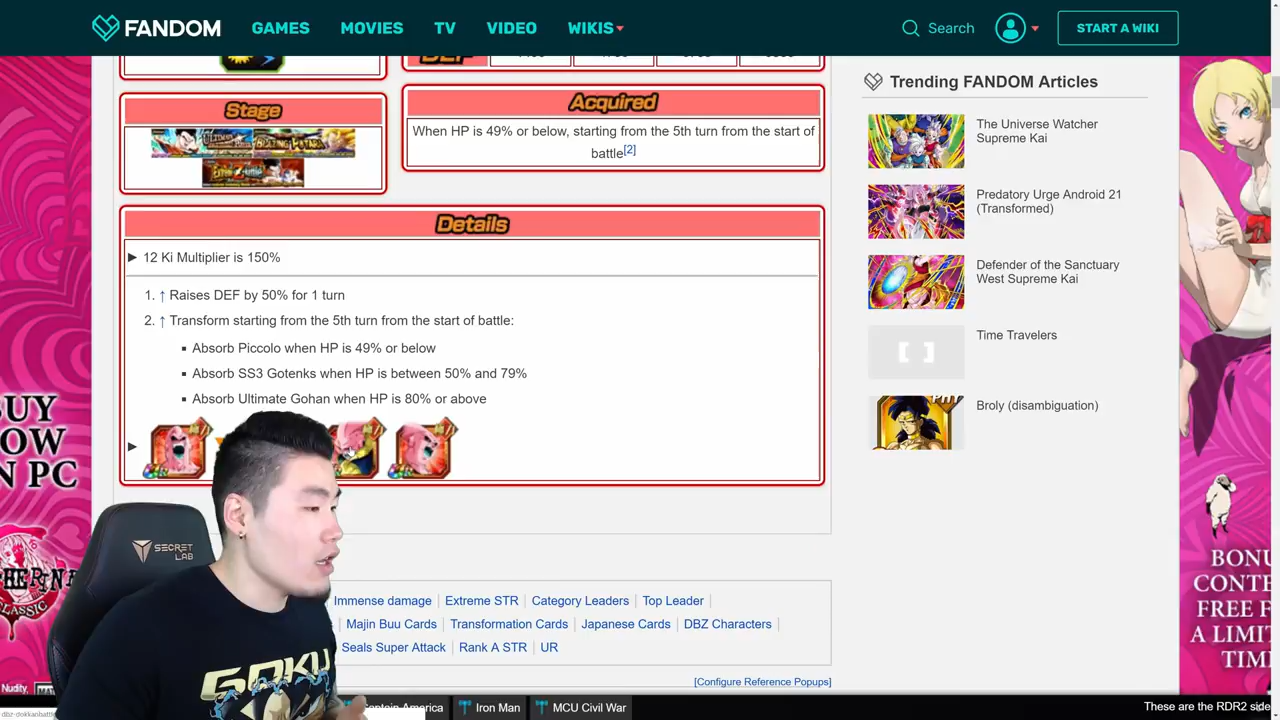 FANDOM
GAMES
MOVIES
TV
VIDEO
WIKIS
Search
START A WIKI
Stage
Acquired
When HP is 49% or below, starting from the 5th turn from the start of
battle[2]
Details
► 12 Ki Multiplier is 150%
1. ↑ Raises DEF by 50% for 1 turn
2. ↑ Transform starting from the 5th turn from the start of battle:
▪ Absorb Piccolo when HP is 49% or below
▪ Absorb SS3 Gotenks when HP is between 50% and 79%
▪ Absorb Ultimate Gohan when HP is 80% or above
►
Immense damage | Extreme STR | Category Leaders | Top Leader |
Majin Buu Cards | Transformation Cards | Japanese Cards | DBZ Characters |
Seals Super Attack | Rank A STR | UR
[Configure Reference Popups]
Trending FANDOM Articles
The Universe Watcher
Supreme Kai
Predatory Urge Android 21
(Transformed)
Defender of the Sanctuary
West Supreme Kai
Time Travelers
Broly (disambiguation)
BUY
NOW
ON PC
CLASSIC
Nudity,
SECRET
LAB
GOKU
America
Iron Man
MCU Civil War
These are the RDR2 side
BONU
CONTE
FREE F
A LIMIT
TIM